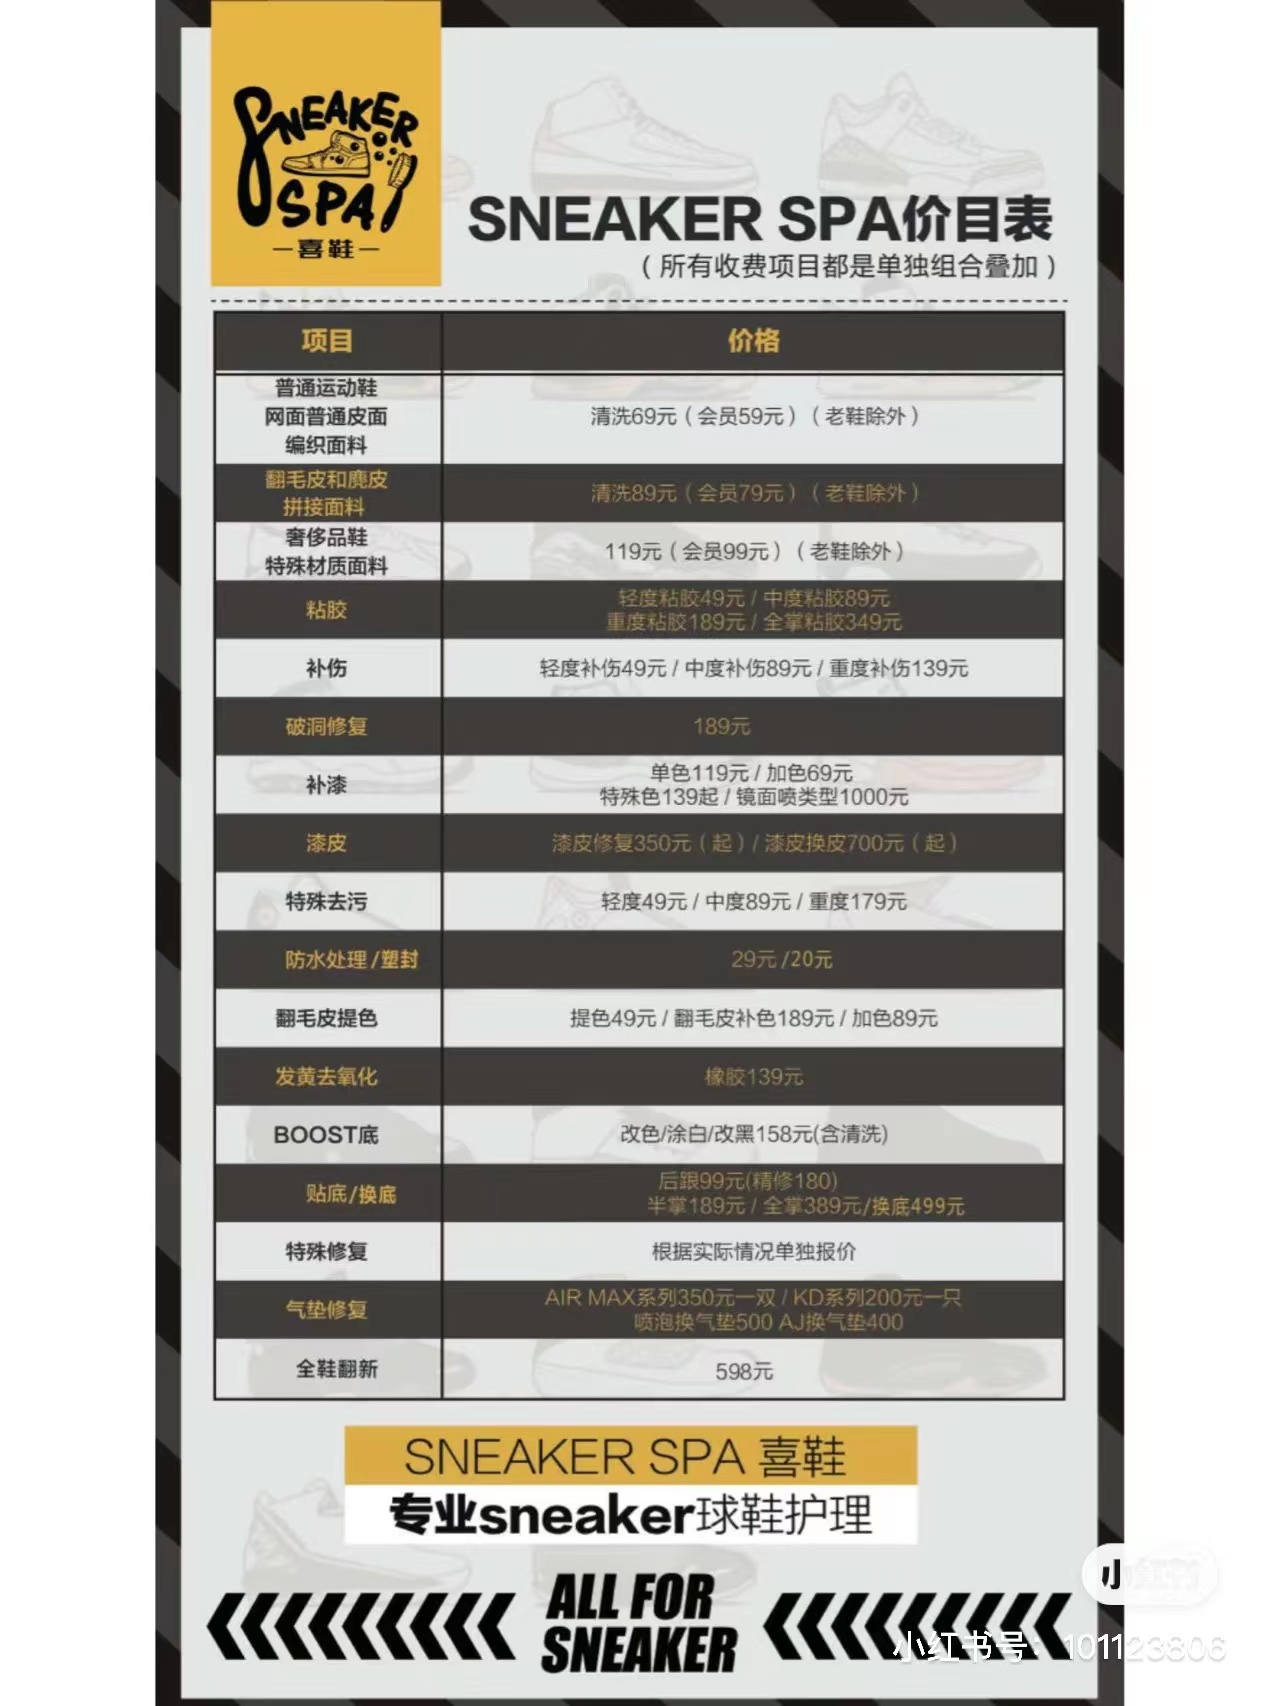 SNEAKER
SPA
喜鞋
SNEAKER SPA价目表
（所有收费项目都是单独组合叠加）
项目
价格
普通运动鞋
网面普通皮面
编织面料
清洗69元（会员59元）（老鞋除外）
翻毛皮和麂皮
拼接面料
清洗89元（会员79元）（老鞋除外）
奢侈品鞋
特殊材质面料
119元（会员99元）（老鞋除外）
粘胶
轻度粘胶49元 / 中度粘胶89元
重度粘胶189元 / 全掌粘胶349元
补伤
轻度补伤49元 / 中度补伤89元 / 重度补伤139元
破洞修复
189元
补漆
单色119元 / 加色69元
特殊色139起 / 镜面喷类型1000元
漆皮
漆皮修复350元（起）/ 漆皮换皮700元（起）
特殊去污
轻度49元 / 中度89元 / 重度179元
防水处理/塑封
29元/20元
翻毛皮提色
提色49元 / 翻毛皮补色189元 / 加色89元
发黄去氧化
橡胶139元
BOOST底
改色/涂白/改黑158元(含清洗)
贴底/换底
后跟99元(精修180)
半掌189元 / 全掌389元/换底499元
特殊修复
根据实际情况单独报价
气垫修复
AIR MAX系列350元一双 / KD系列200元一只
喷泡换气垫500 AJ换气垫400
全鞋翻新
598元
SNEAKER SPA 喜鞋
专业sneaker球鞋护理
ALL FOR
SNEAKER
小红书
小红书号：101123806